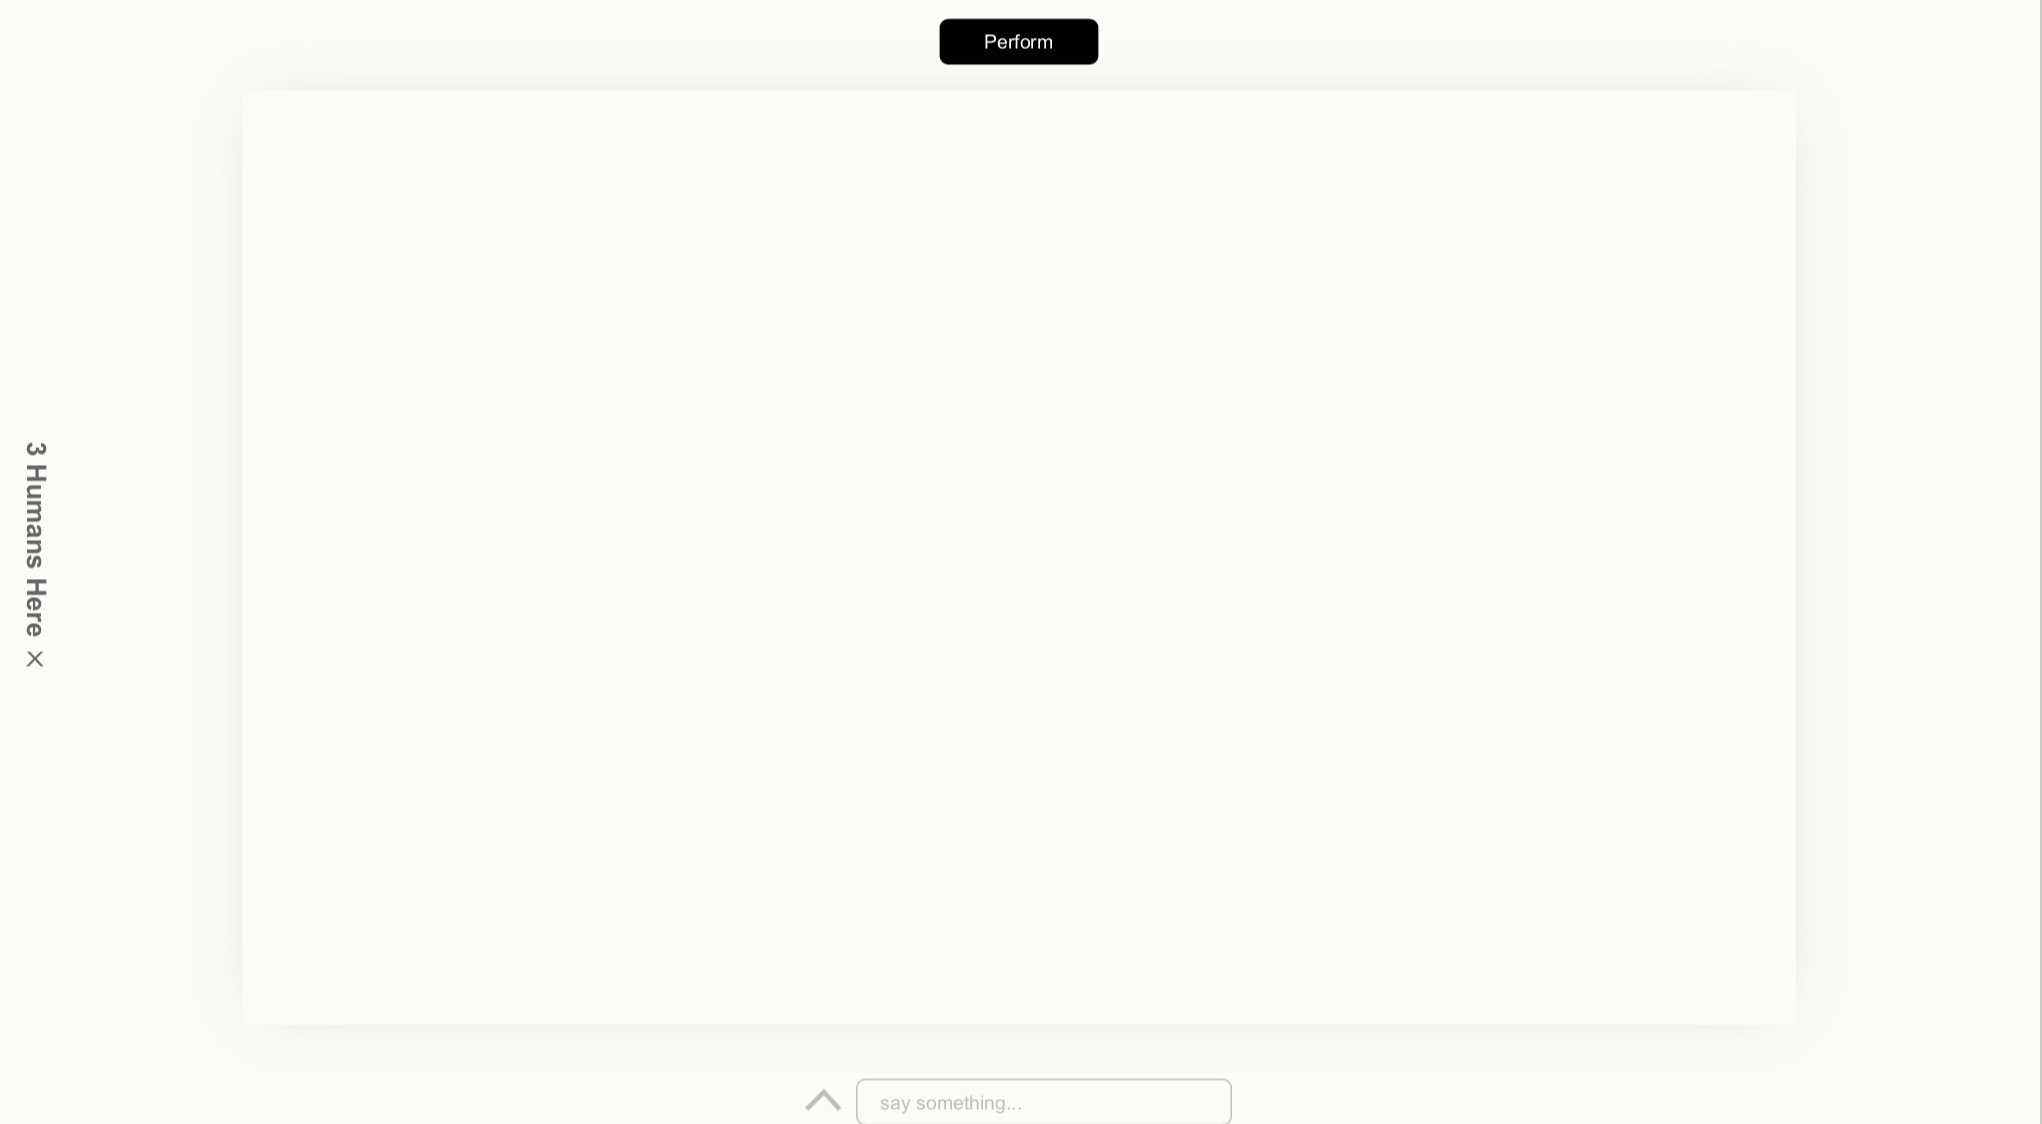 Perform
3 Humans Here ×
say something...